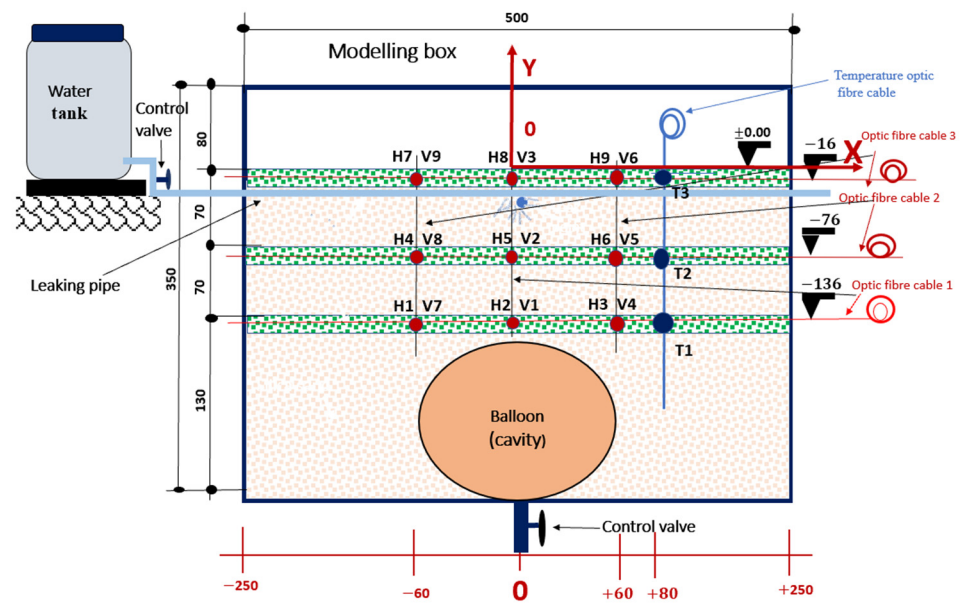 500
Modelling box
Water
tank
Control
valve
Y
0
Temperature optic
fibre cable
±0.00
−16
X
Optic fibre cable 3
80
H7 V9
H8 V3
H9 V6
T3
Optic fibre cable 2
70
−76
H4 V8
H5 V2
H6 V5
T2
Leaking pipe
350
70
−136
Optic fibre cable 1
H1 V7
H2 V1
H3 V4
T1
130
Balloon
(cavity)
Control valve
−250
−60
0
+60
+80
+250